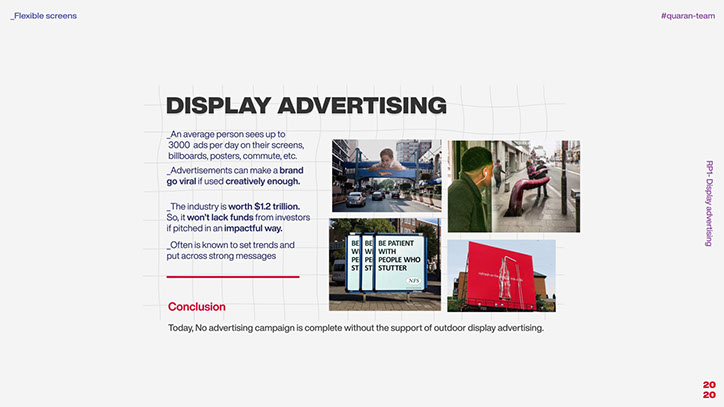 _Flexible screens
#quaran-team
DISPLAY ADVERTISING
_An average person sees up to
3000 ads per day on their screens,
billboards, posters, commute, etc.
_Advertisements can make a brand
go viral if used creatively enough.
_The industry is worth $1.2 trillion.
So, it won't lack funds from investors
if pitched in an impactful way.
_Often is known to set trends and
put across strong messages
BE BE BE PATIENT
WI WI WITH
PE PE PEOPLE WHO
ST ST STUTTER
Conclusion
Today, No advertising campaign is complete without the support of outdoor display advertising.
RP1- Display advertising
20
20